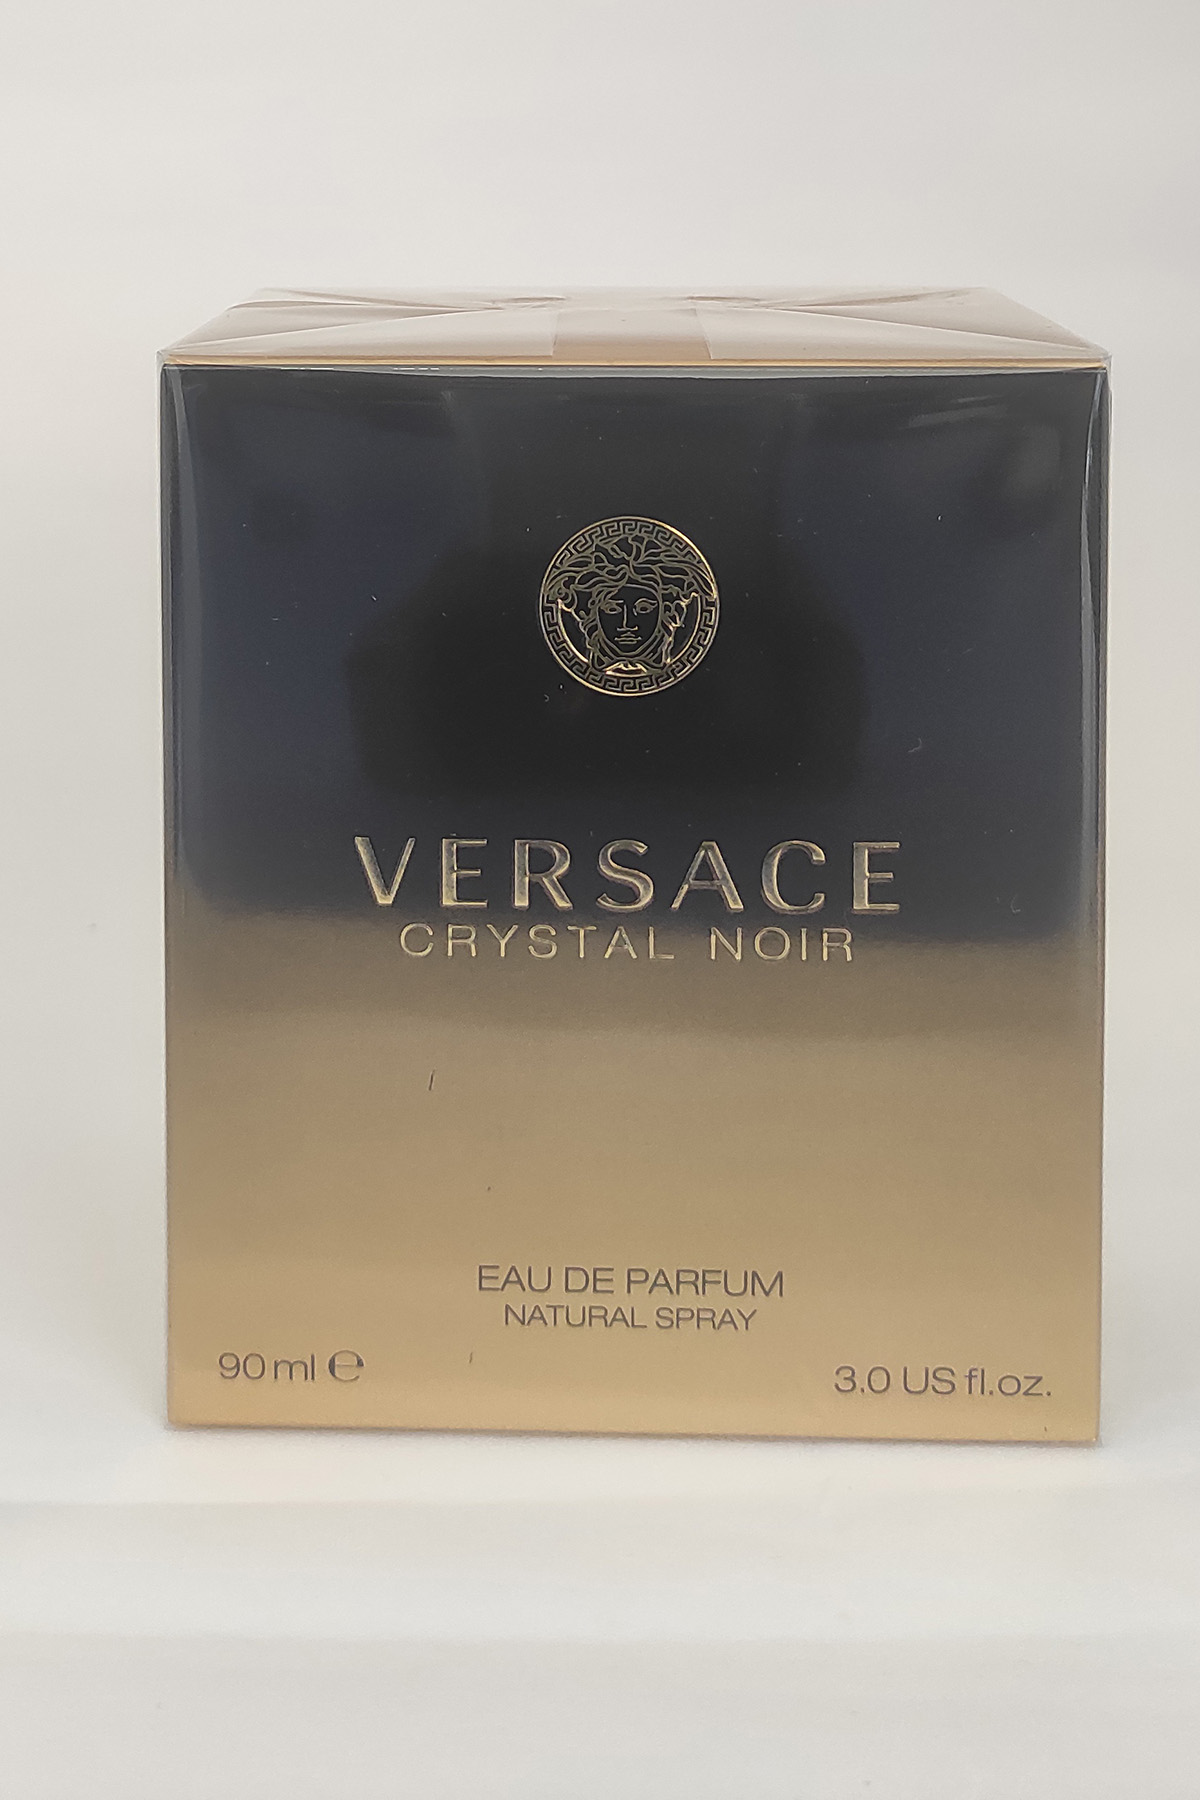 VERSACE
CRYSTAL NOIR
EAU DE PARFUM
NATURAL SPRAY
90 ml ℮
3.0 US fl.oz.